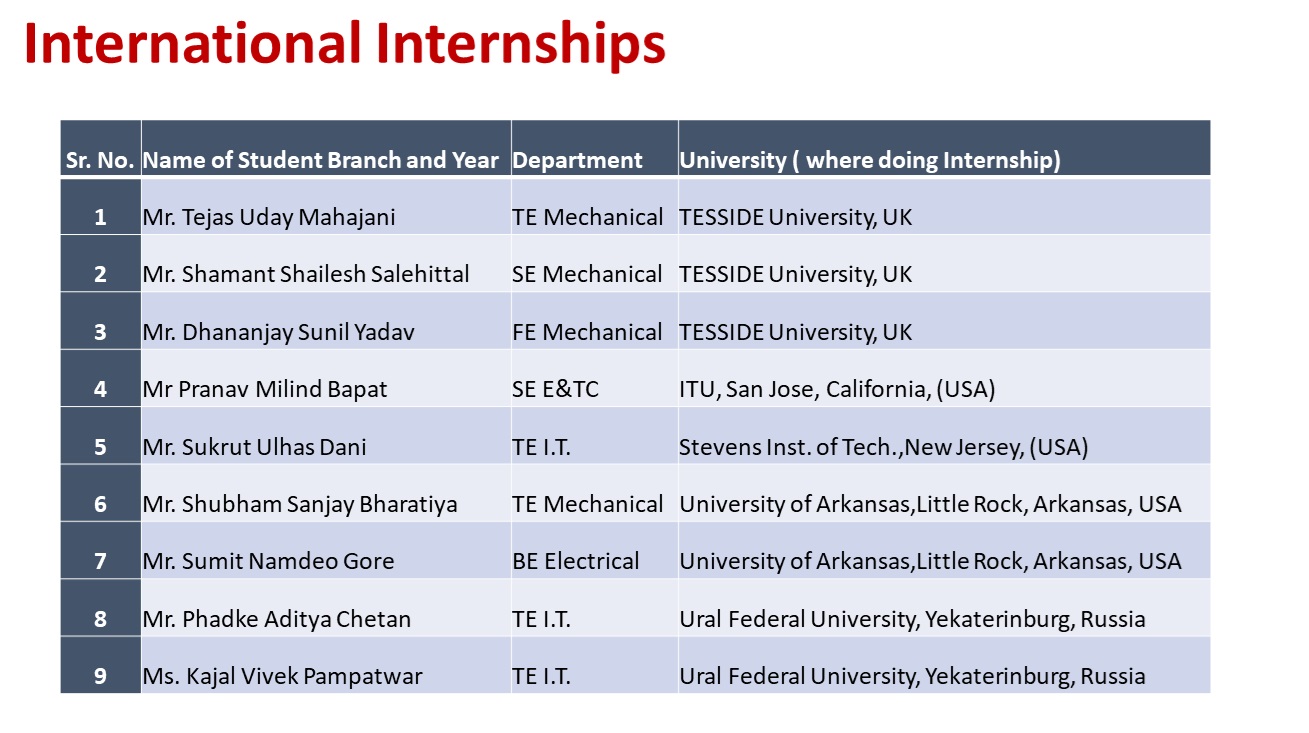 International Internships
Sr. No. Name of Student Branch and Year Department University ( where doing Internship)
1 Mr. Tejas Uday Mahajani TE Mechanical TESSIDE University, UK
2 Mr. Shamant Shailesh Salehittal SE Mechanical TESSIDE University, UK
3 Mr. Dhananjay Sunil Yadav FE Mechanical TESSIDE University, UK
4 Mr Pranav Milind Bapat SE E&TC ITU, San Jose, California, (USA)
5 Mr. Sukrut Ulhas Dani TE I.T. Stevens Inst. of Tech.,New Jersey, (USA)
6 Mr. Shubham Sanjay Bharatiya TE Mechanical University of Arkansas,Little Rock, Arkansas, USA
7 Mr. Sumit Namdeo Gore BE Electrical University of Arkansas,Little Rock, Arkansas, USA
8 Mr. Phadke Aditya Chetan TE I.T. Ural Federal University, Yekaterinburg, Russia
9 Ms. Kajal Vivek Pampatwar TE I.T. Ural Federal University, Yekaterinburg, Russia